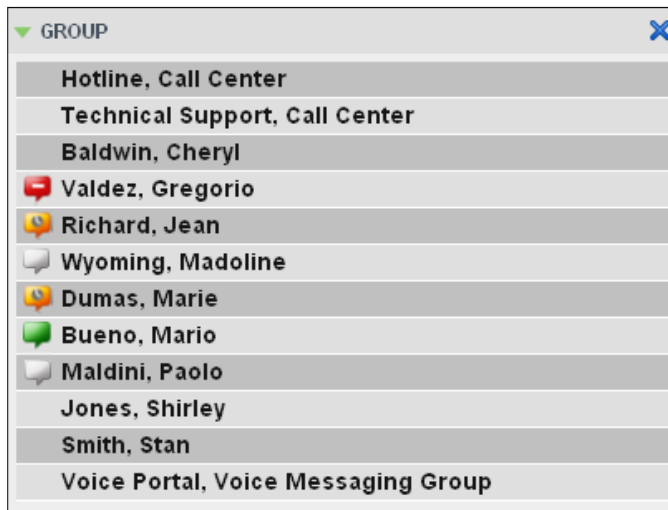 GROUP
Hotline, Call Center
Technical Support, Call Center
Baldwin, Cheryl
Valdez, Gregorio
Richard, Jean
Wyoming, Madoline
Dumas, Marie
Bueno, Mario
Maldini, Paolo
Jones, Shirley
Smith, Stan
Voice Portal, Voice Messaging Group